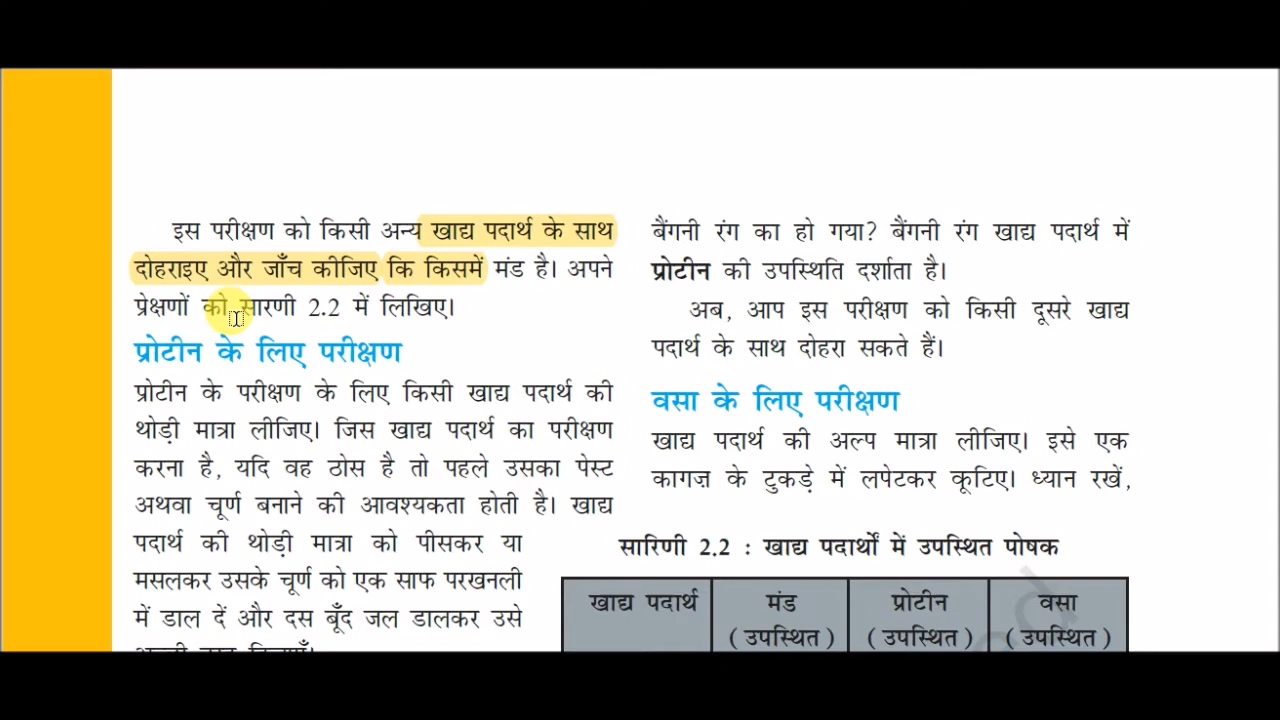 इस परीक्षण को किसी अन्य खाद्य पदार्थ के साथ
दोहराइए और जाँच कीजिए कि किसमें मंड है। अपने
प्रेक्षणों को सारणी 2.2 में लिखिए।
प्रोटीन के लिए परीक्षण
प्रोटीन के परीक्षण के लिए किसी खाद्य पदार्थ की
थोड़ी मात्रा लीजिए। जिस खाद्य पदार्थ का परीक्षण
करना है, यदि वह ठोस है तो पहले उसका पेस्ट
अथवा चूर्ण बनाने की आवश्यकता होती है। खाद्य
पदार्थ की थोड़ी मात्रा को पीसकर या
मसलकर उसके चूर्ण को एक साफ परखनली
में डाल दें और दस बूँद जल डालकर उसे
बैंगनी रंग का हो गया? बैंगनी रंग खाद्य पदार्थ में
प्रोटीन की उपस्थिति दर्शाता है।
अब, आप इस परीक्षण को किसी दूसरे खाद्य
पदार्थ के साथ दोहरा सकते हैं।
वसा के लिए परीक्षण
खाद्य पदार्थ की अल्प मात्रा लीजिए। इसे एक
कागज़ के टुकड़े में लपेटकर कूटिए। ध्यान रखें,
सारिणी 2.2 : खाद्य पदार्थों में उपस्थित पोषक
खाद्य पदार्थ मंड प्रोटीन वसा
(उपस्थित) (उपस्थित) (उपस्थित)